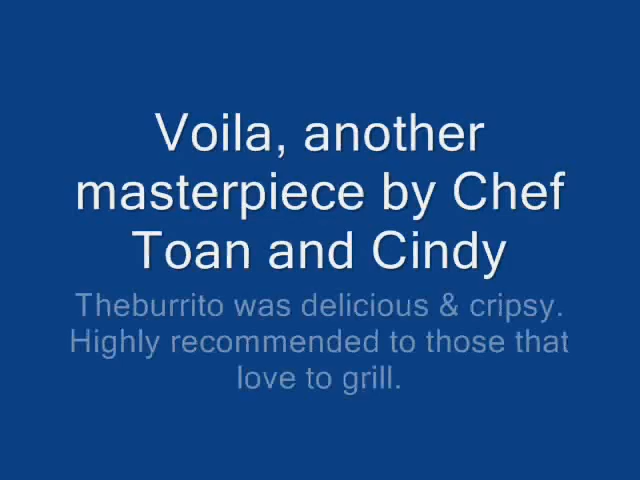 Voila, another
masterpiece by Chef
Toan and Cindy
Theburrito was delicious & cripsy.
Highly recommended to those that
love to grill.